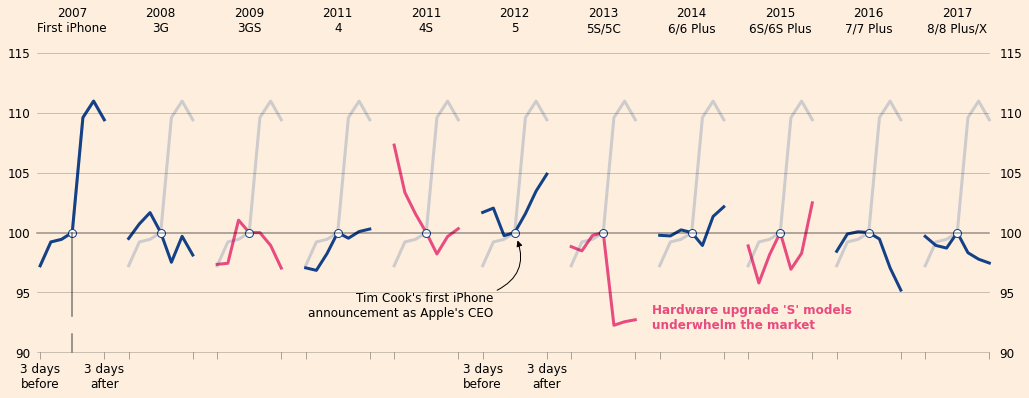 2007
First iPhone
2008
3G
2009
3GS
2011
4
2011
4S
2012
5
2013
5S/5C
2014
6/6 Plus
2015
6S/6S Plus
2016
7/7 Plus
2017
8/8 Plus/X
115
115
110
110
105
105
100
100
95
95
90
90
Tim Cook's first iPhone
announcement as Apple's CEO
Hardware upgrade 'S' models
underwhelm the market
3 days
before
3 days
after
3 days
before
3 days
after